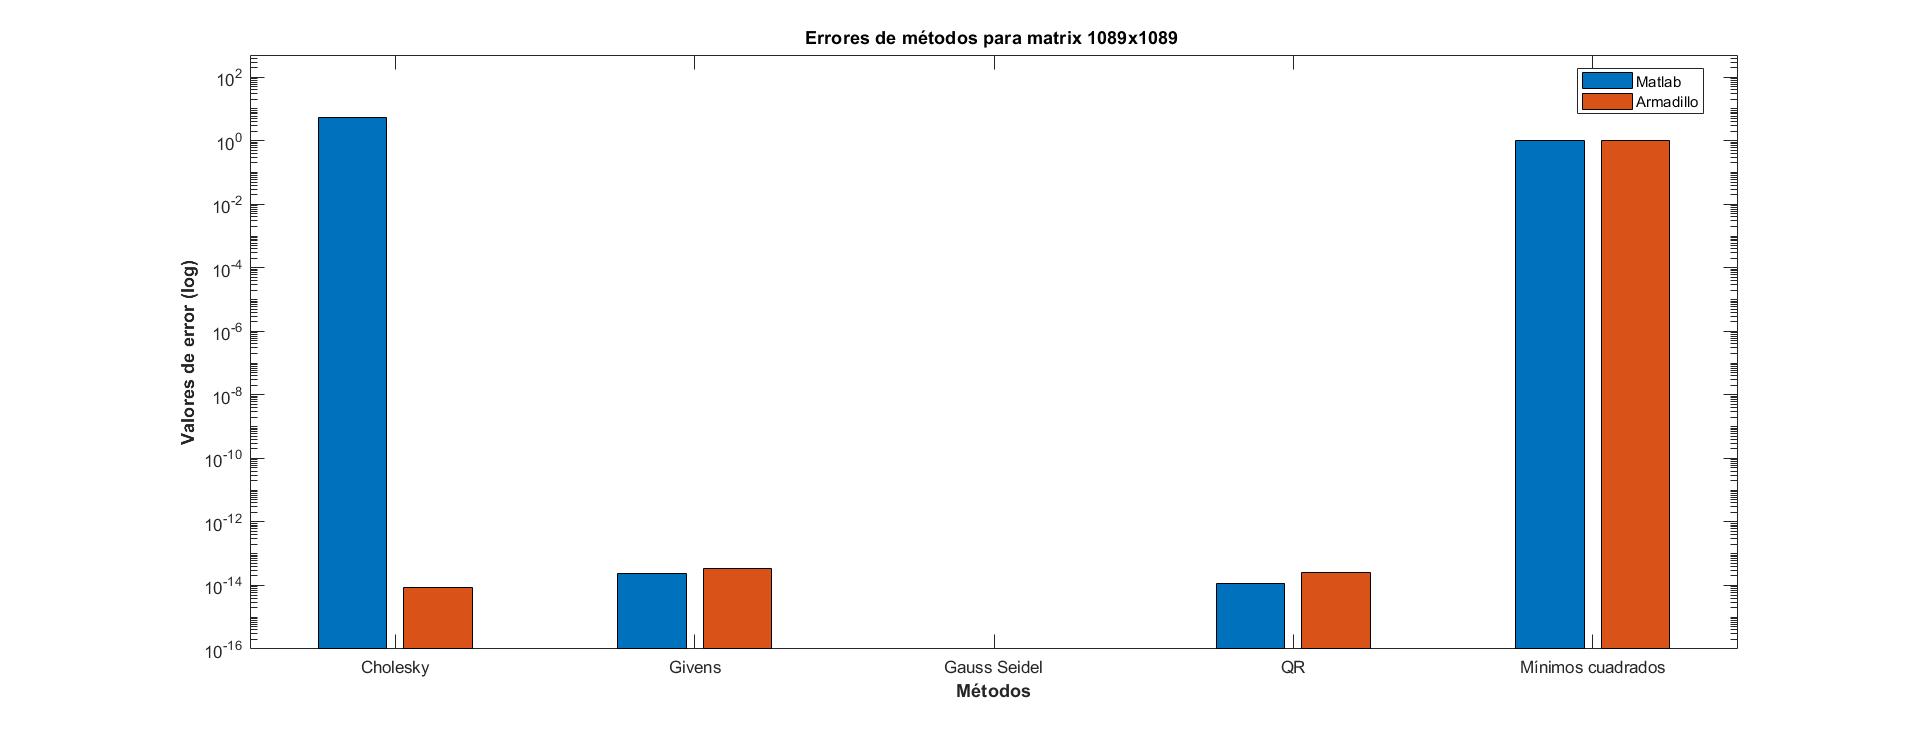 Errores de métodos para matrix 1089x1089
Matlab
Armadillo
Valores de error (log)
10^2
10^0
10^-2
10^-4
10^-6
10^-8
10^-10
10^-12
10^-14
10^-16
Cholesky Givens Gauss Seidel QR Mínimos cuadrados
Métodos